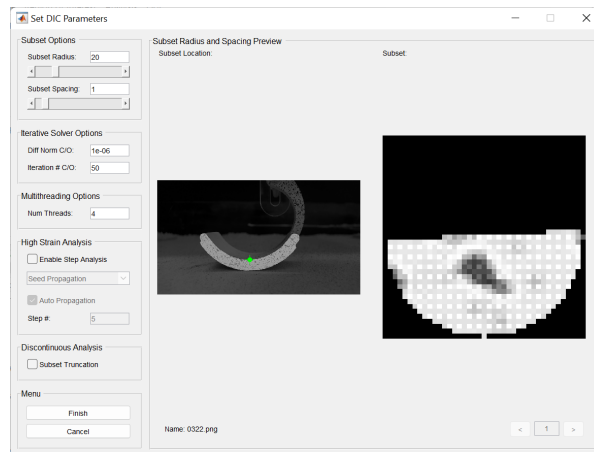 Set DIC Parameters
Subset Options
Subset Radius: 20
Subset Spacing: 1
Iterative Solver Options
Diff Norm C/O: 1e-06
Iteration # C/O: 50
Multithreading Options
Num Threads: 4
High Strain Analysis
Enable Step Analysis
Seed Propagation
Auto Propagation
Step #: 5
Discontinuous Analysis
Subset Truncation
Menu
Finish
Cancel
Subset Radius and Spacing Preview
Subset Location: Subset:
Name: 0322.png
< 1 >